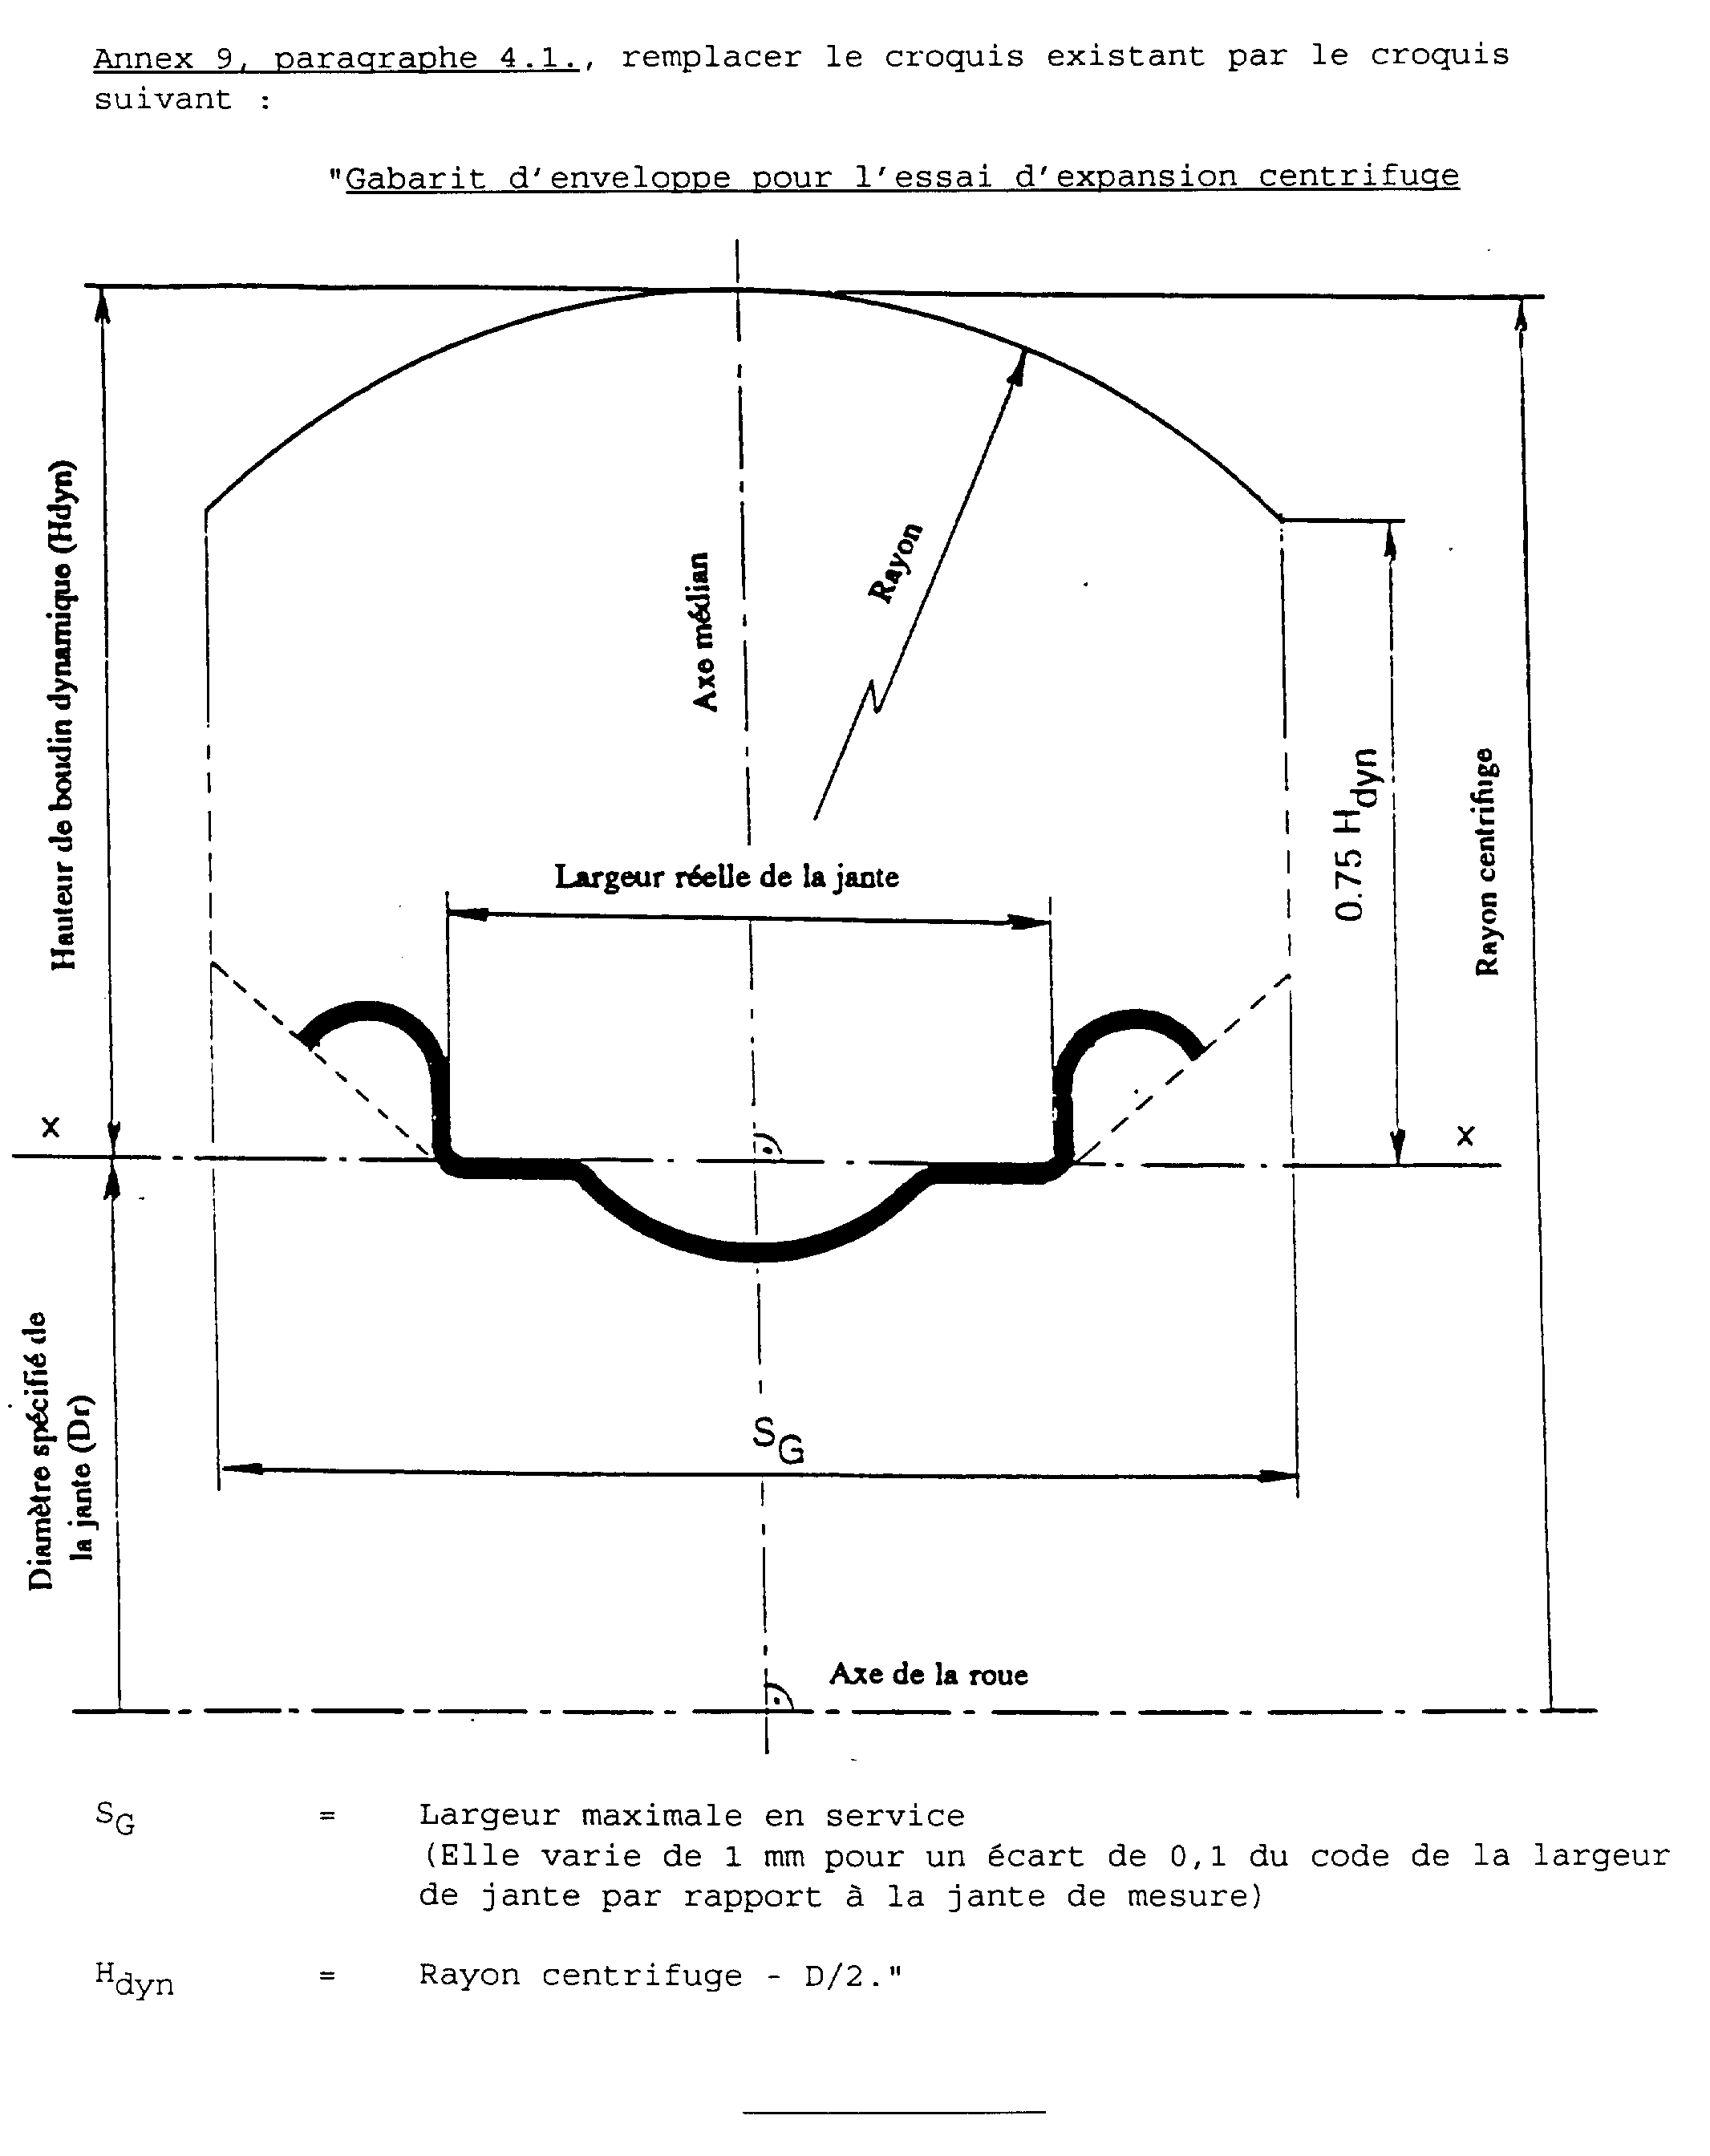 Annex 9, paragraphe 4.1., remplacer le croquis existant par le croquis
suivant :
"Gabarit d'enveloppe pour l'essai d'expansion centrifuge
Hauteur de boudin dynamique (Hdyn)
Axe médian
Rayon
0.75 Hdyn
Rayon centrifuge
Largeur réelle de la jante
x
x
Diamètre spécifié de
la jante (Dr)
SG
Axe de la roue
SG = Largeur maximale en service
(Elle varie de 1 mm pour un écart de 0,1 du code de la largeur
de jante par rapport à la jante de mesure)
Hdyn = Rayon centrifuge - D/2."